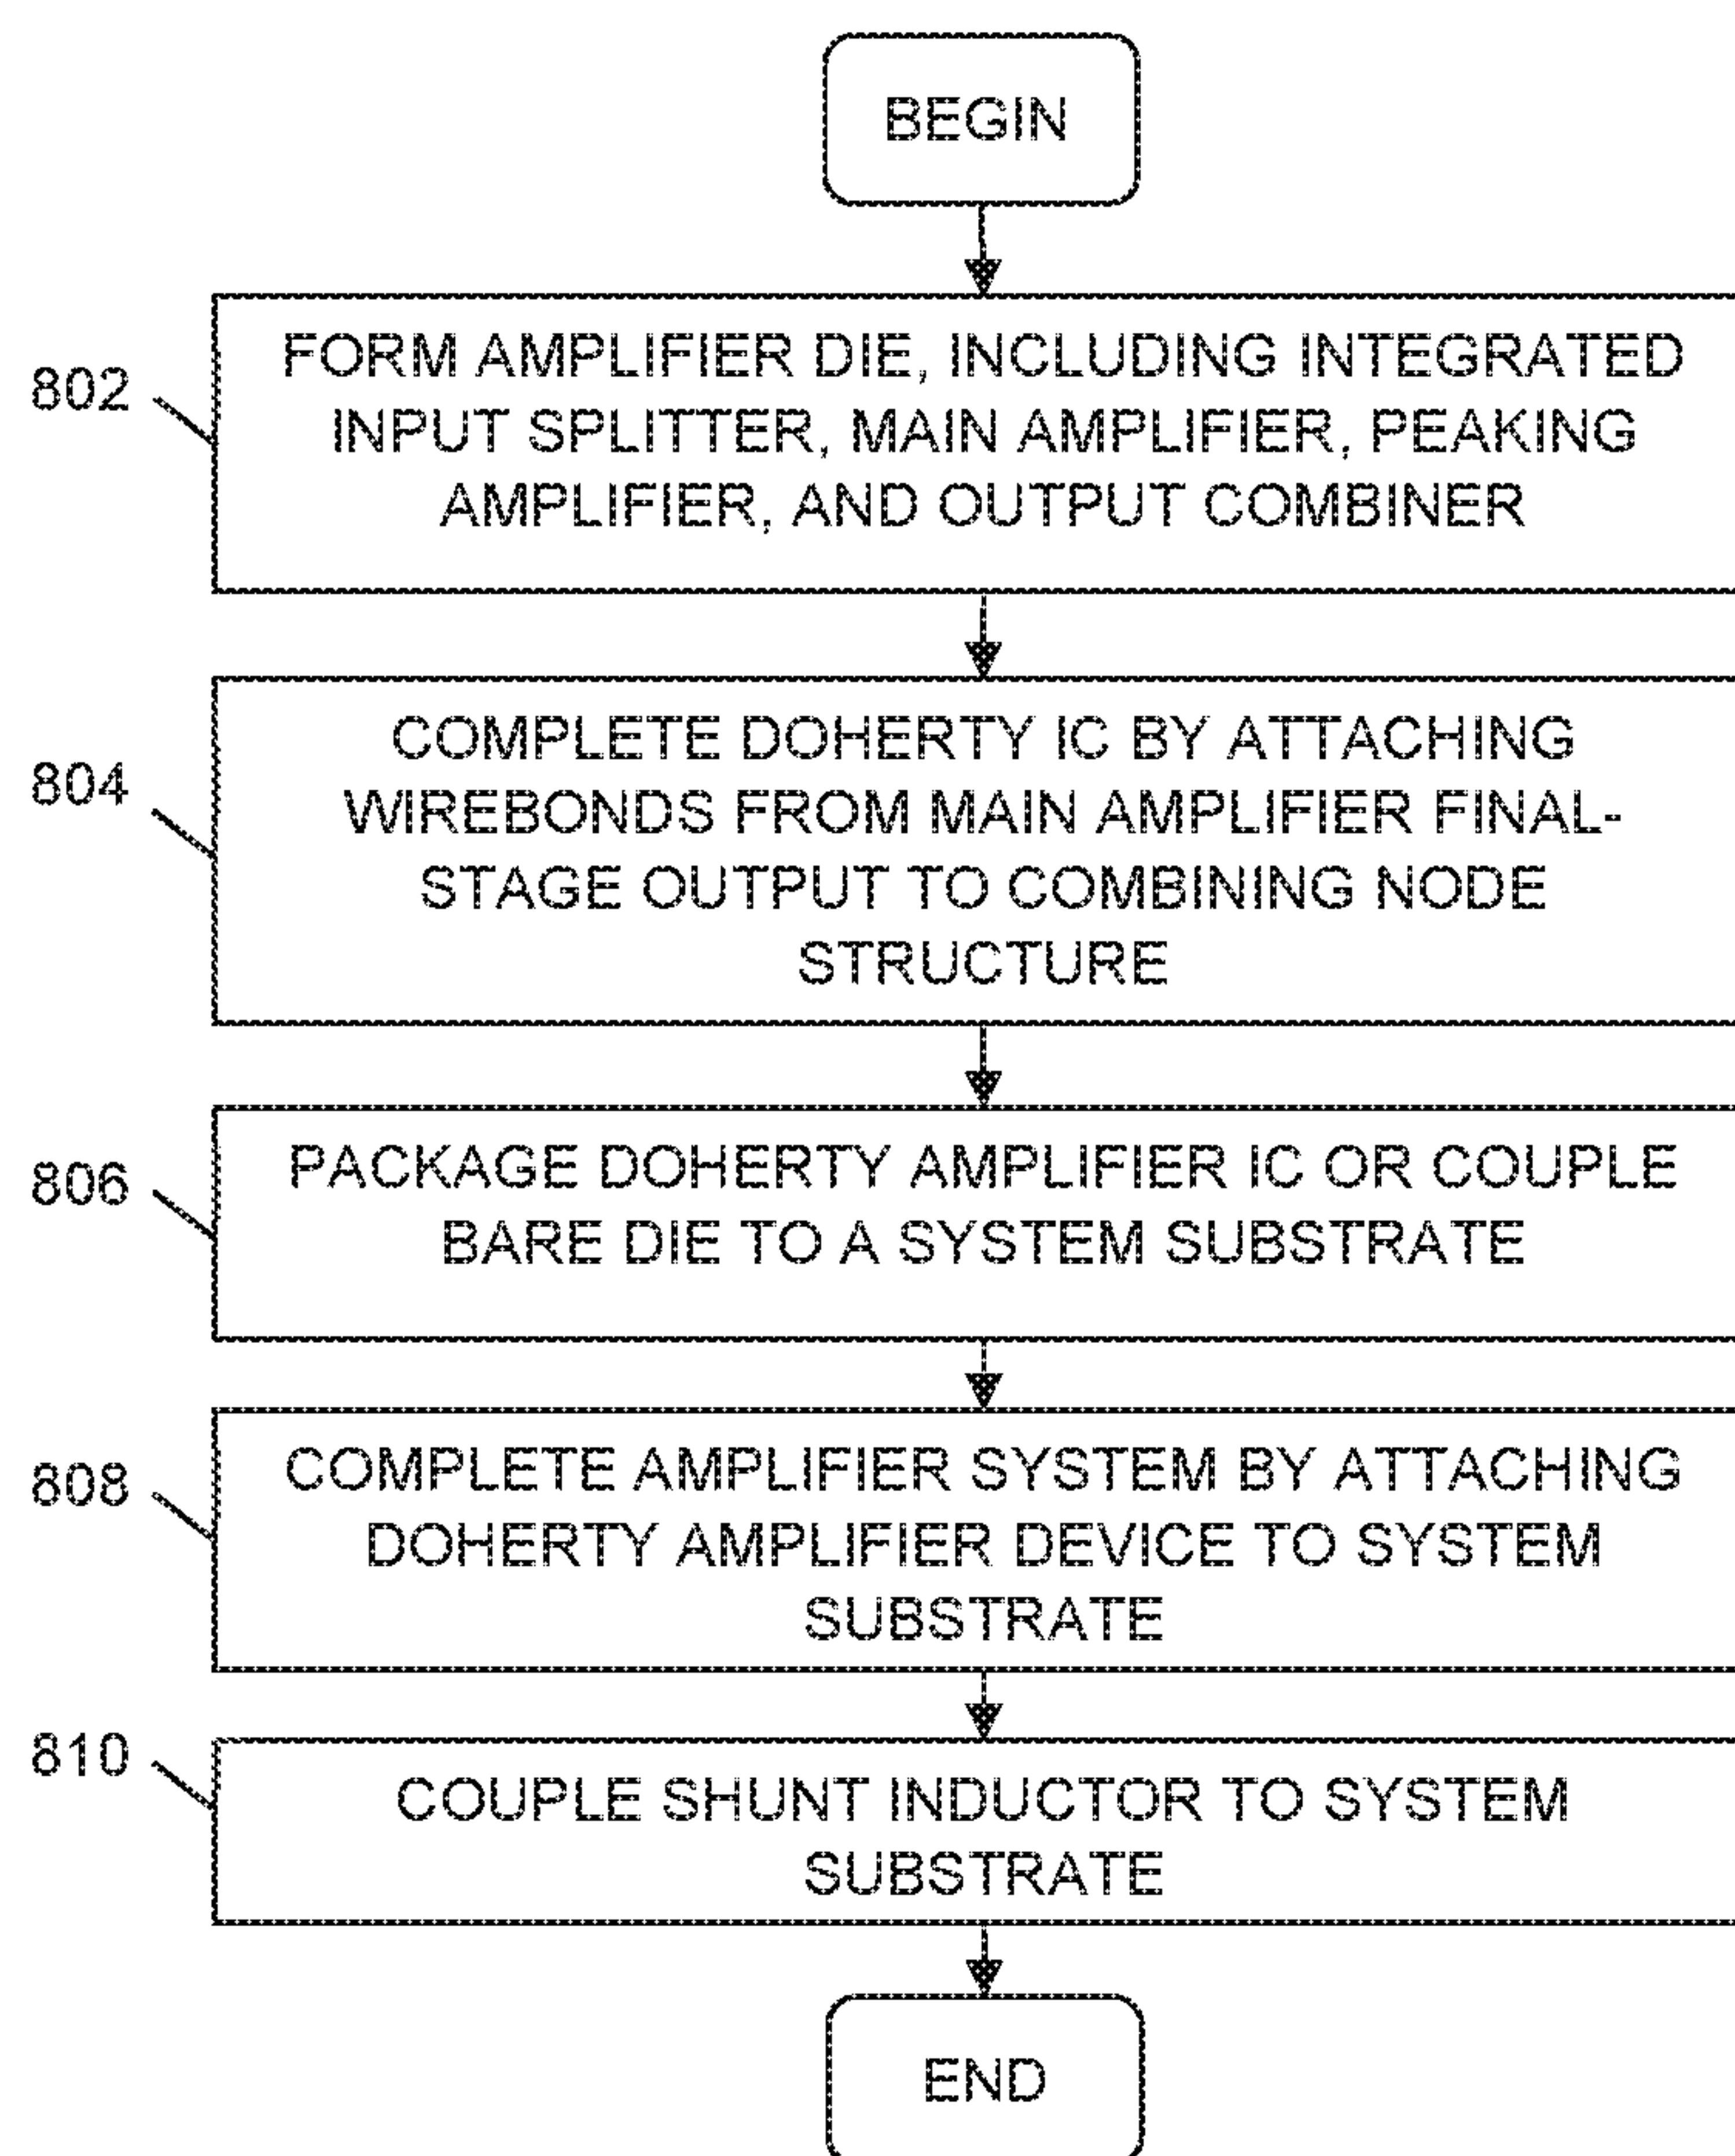 BEGIN
802
FORM AMPLIFIER DIE, INCLUDING INTEGRATED
INPUT SPLITTER, MAIN AMPLIFIER, PEAKING
AMPLIFIER, AND OUTPUT COMBINER
804
COMPLETE DOHERTY IC BY ATTACHING
WIREBONDS FROM MAIN AMPLIFIER FINAL-
STAGE OUTPUT TO COMBINING NODE
STRUCTURE
806
PACKAGE DOHERTY AMPLIFIER IC OR COUPLE
BARE DIE TO A SYSTEM SUBSTRATE
808
COMPLETE AMPLIFIER SYSTEM BY ATTACHING
DOHERTY AMPLIFIER DEVICE TO SYSTEM
SUBSTRATE
810
COUPLE SHUNT INDUCTOR TO SYSTEM
SUBSTRATE
END